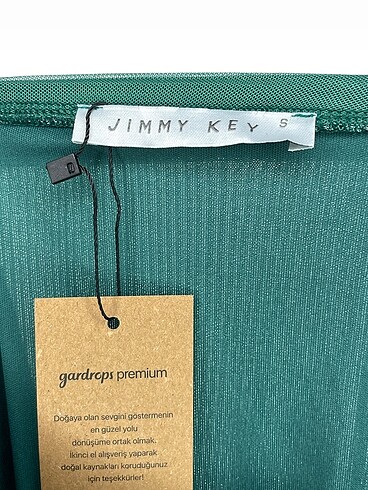 JIMMY KEY S
gardrops premium
Doğaya olan sevgini göstermenin
en güzel yolu
dönüşüme ortak olmak.
İkinci el alışveriş yaparak
doğal kaynakları koruduğunuz
için teşekkürler!